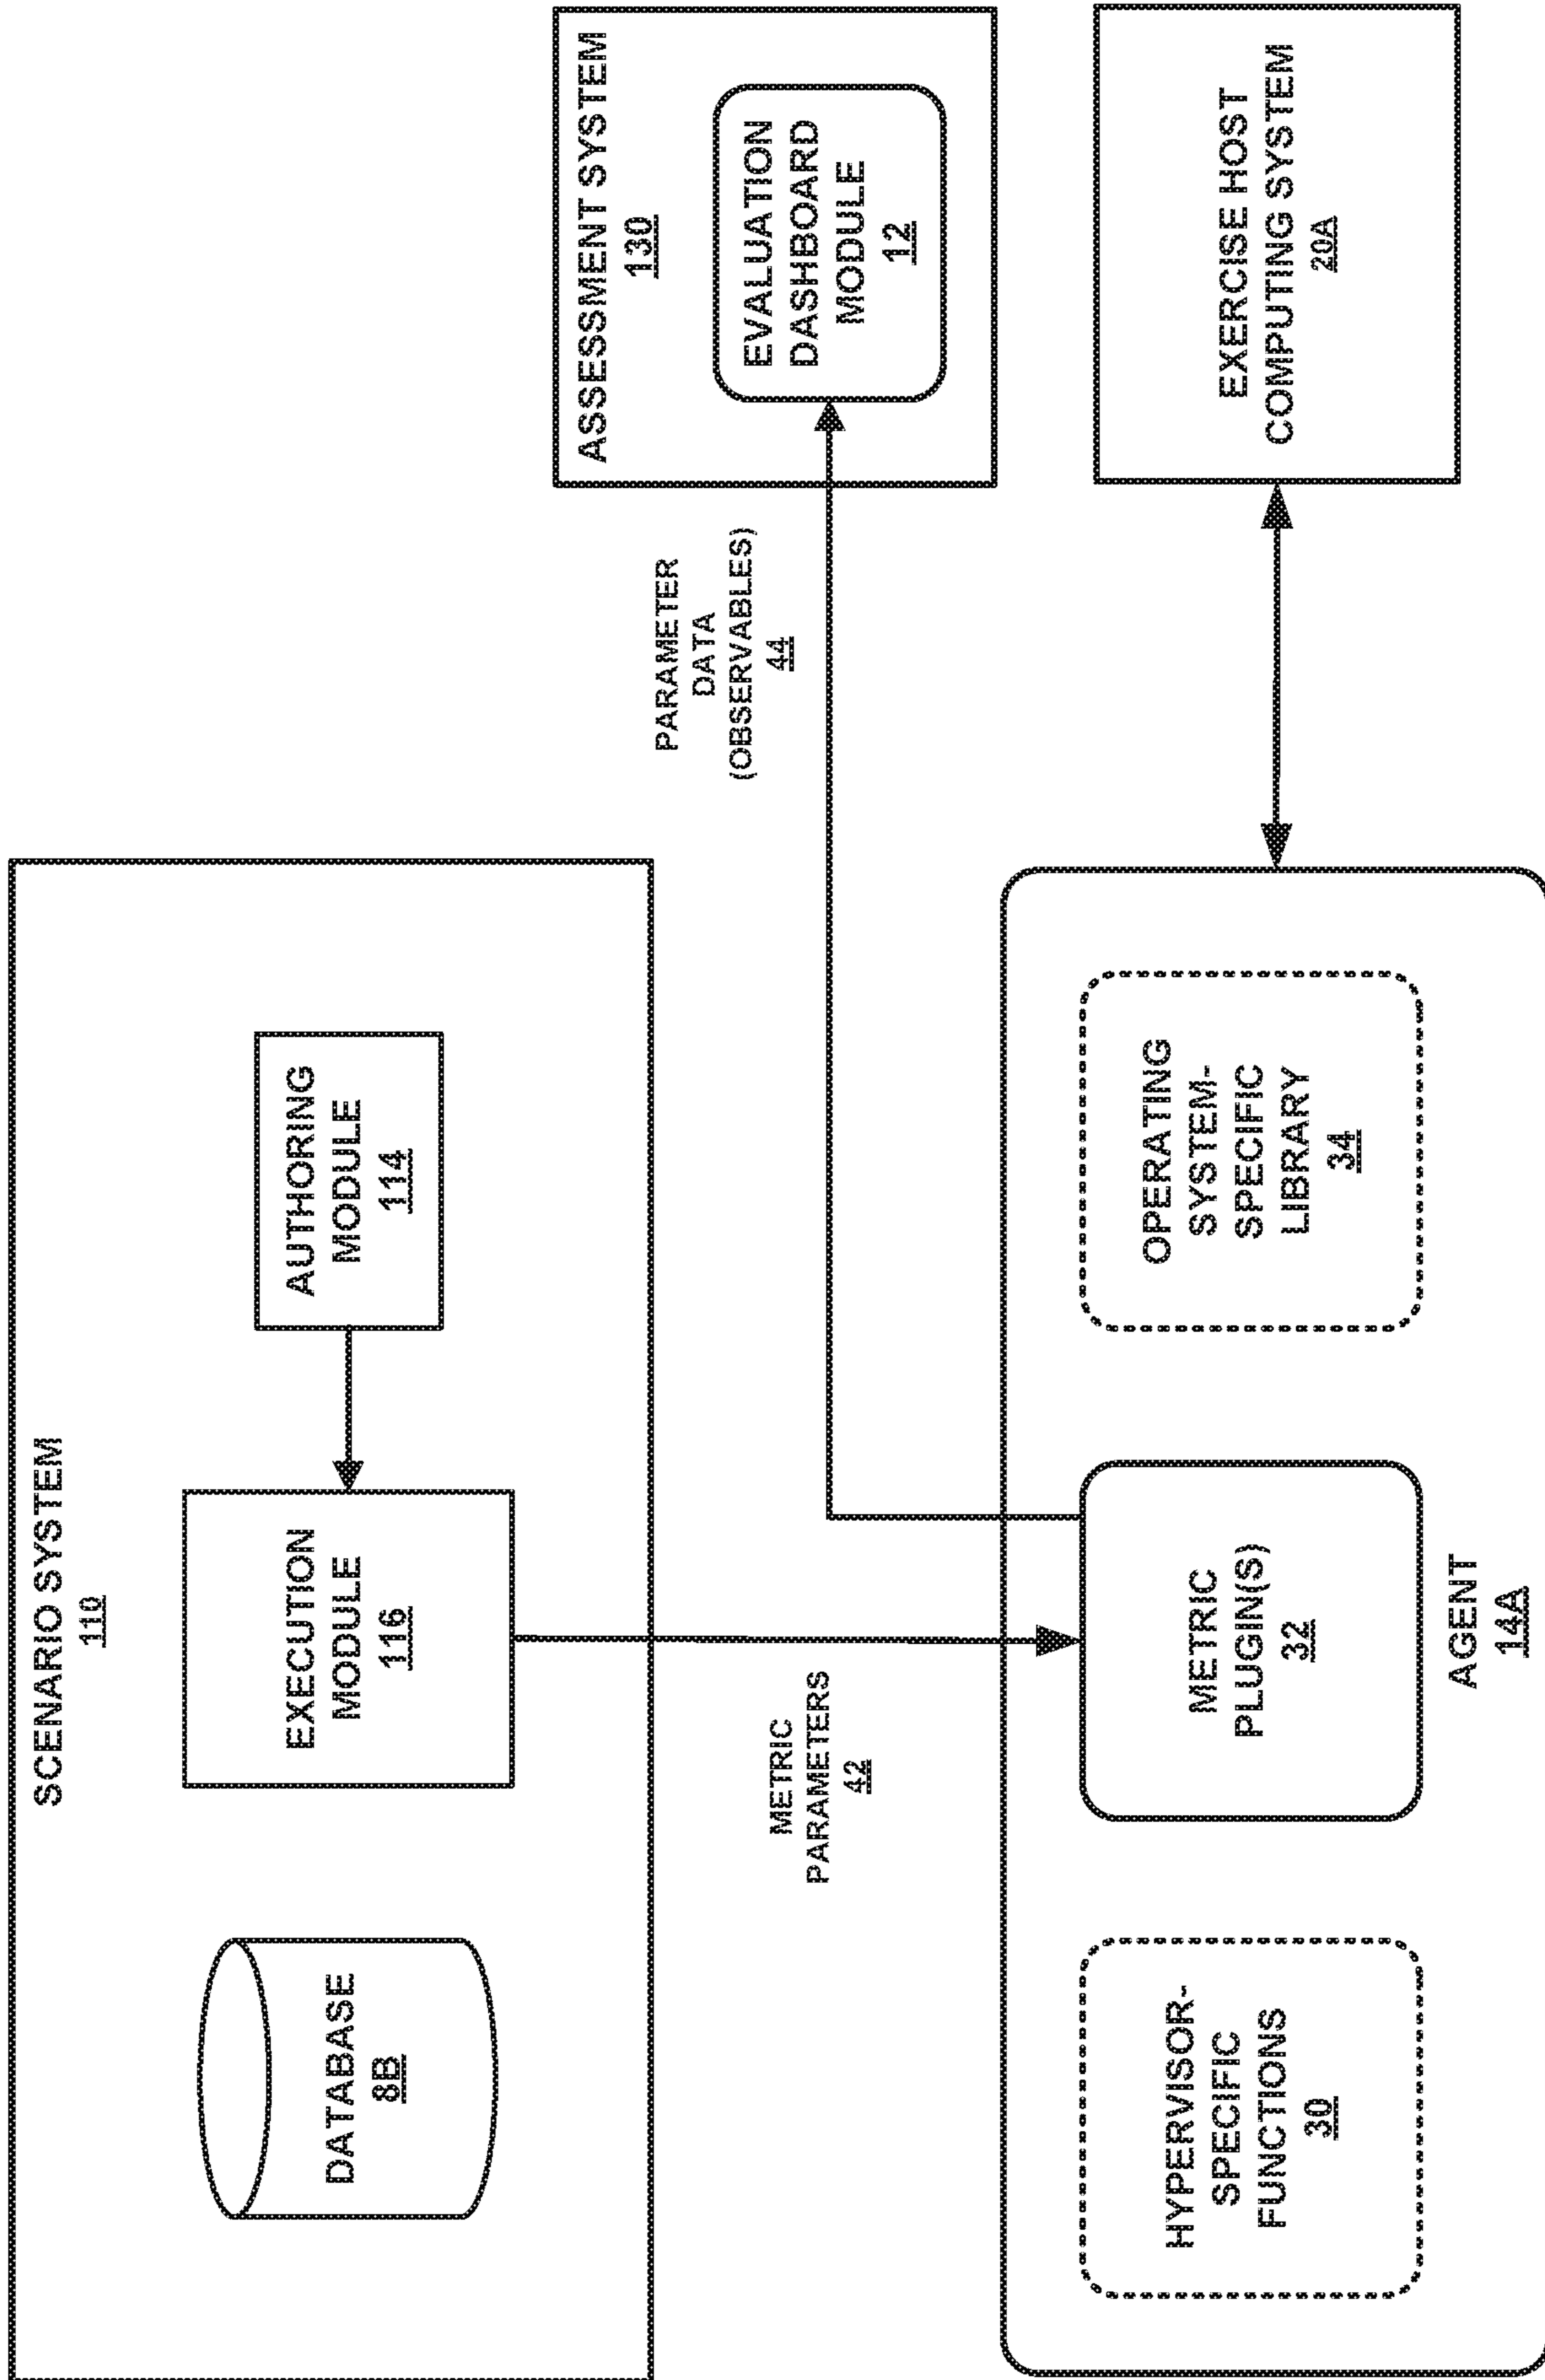 SCENARIO SYSTEM
110
DATABASE
8B
EXECUTION
MODULE
116
AUTHORING
MODULE
114
METRIC
PARAMETERS
42
PARAMETER
DATA
(OBSERVABLES)
44
ASSESSMENT SYSTEM
130
EVALUATION
DASHBOARD
MODULE
12
HYPERVISOR-
SPECIFIC
FUNCTIONS
30
METRIC
PLUGIN(S)
32
OPERATING
SYSTEM-
SPECIFIC
LIBRARY
34
AGENT
14A
EXERCISE HOST
COMPUTING SYSTEM
20A